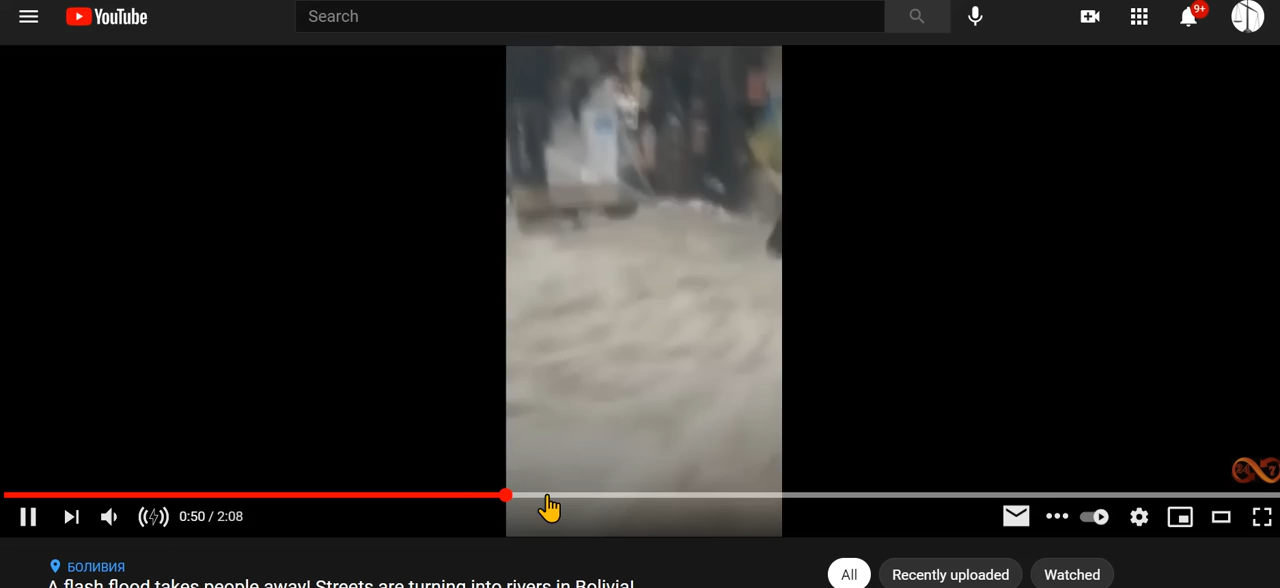 YouTube
Search
9+
0:50 / 2:08
БОЛИВИЯ
A flash flood takes people away! Streets are turning into rivers in Bolivia!
All
Recently uploaded
Watched